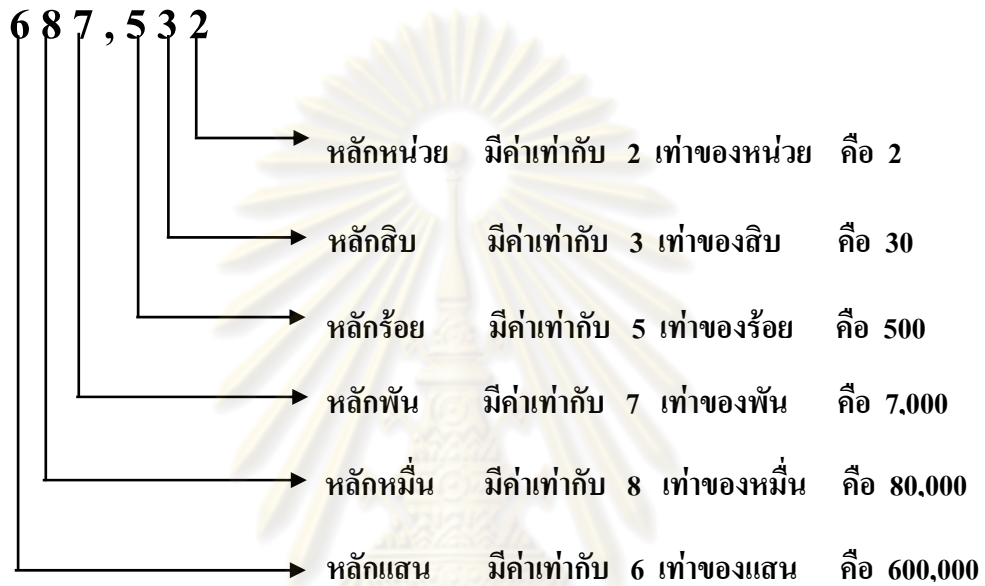 687,532
หลักหน่วย มีค่าเท่ากับ 2 เท่าของหน่วย คือ 2
หลักสิบ มีค่าเท่ากับ 3 เท่าของสิบ คือ 30
หลักร้อย มีค่าเท่ากับ 5 เท่าของร้อย คือ 500
หลักพัน มีค่าเท่ากับ 7 เท่าของพัน คือ 7,000
หลักหมื่น มีค่าเท่ากับ 8 เท่าของหมื่น คือ 80,000
หลักแสน มีค่าเท่ากับ 6 เท่าของแสน คือ 600,000